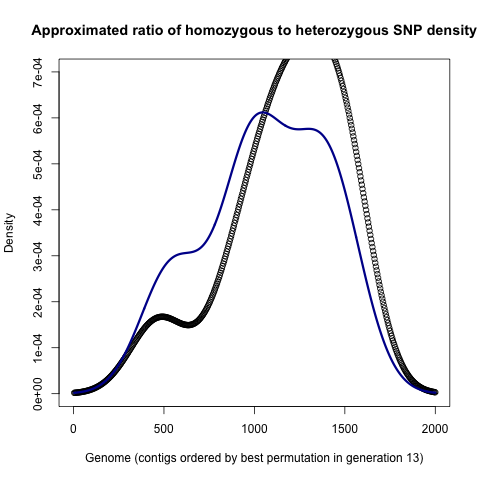 Approximated ratio of homozygous to heterozygous SNP density
7e-04
6e-04
5e-04
4e-04
3e-04
2e-04
1e-04
0e+00
Density
0 500 1000 1500 2000
Genome (contigs ordered by best permutation in generation 13)